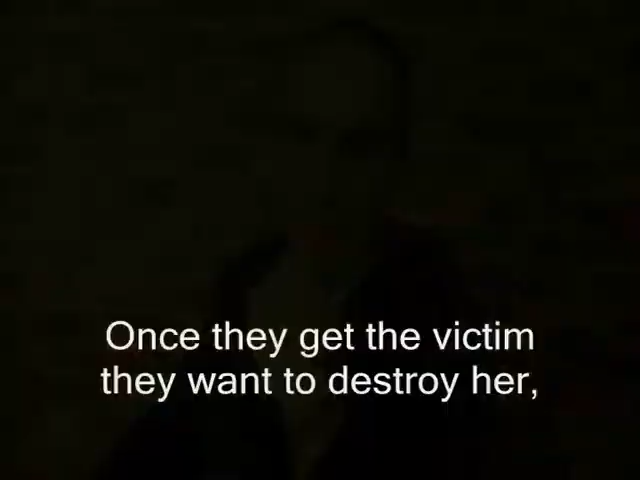 Once they get the victim
they want to destroy her,